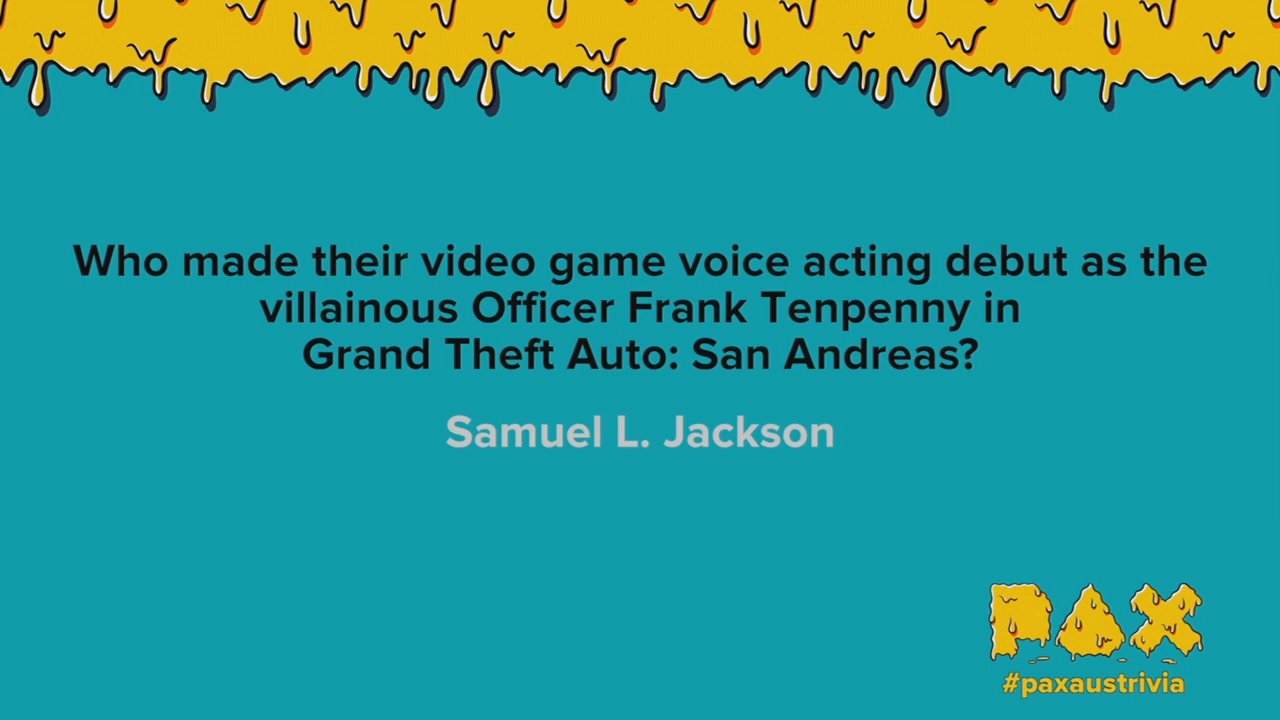 Who made their video game voice acting debut as the
villainous Officer Frank Tenpenny in
Grand Theft Auto: San Andreas?
Samuel L. Jackson
PAX
#paxaustrivia